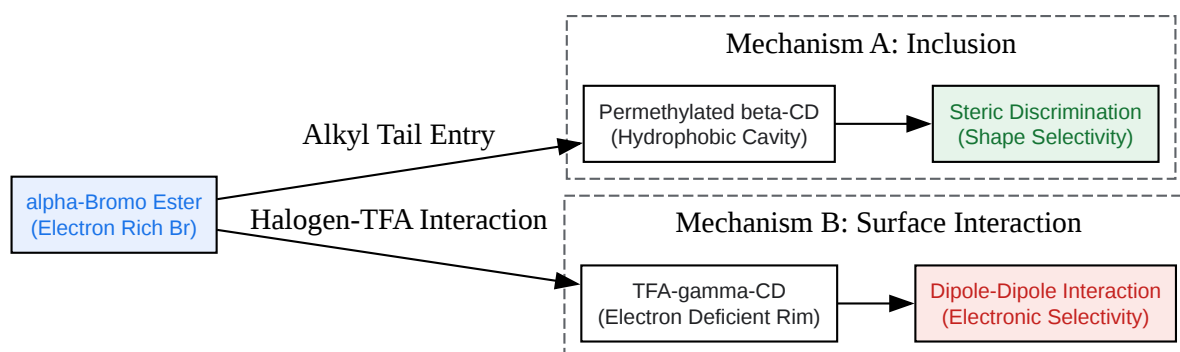 Mechanism A: Inclusion
Permethylated beta-CD
(Hydrophobic Cavity)
Steric Discrimination
(Shape Selectivity)
Alkyl Tail Entry
alpha-Bromo Ester
(Electron Rich Br)
Halogen-TFA Interaction
Mechanism B: Surface Interaction
TFA-gamma-CD
(Electron Deficient Rim)
Dipole-Dipole Interaction
(Electronic Selectivity)